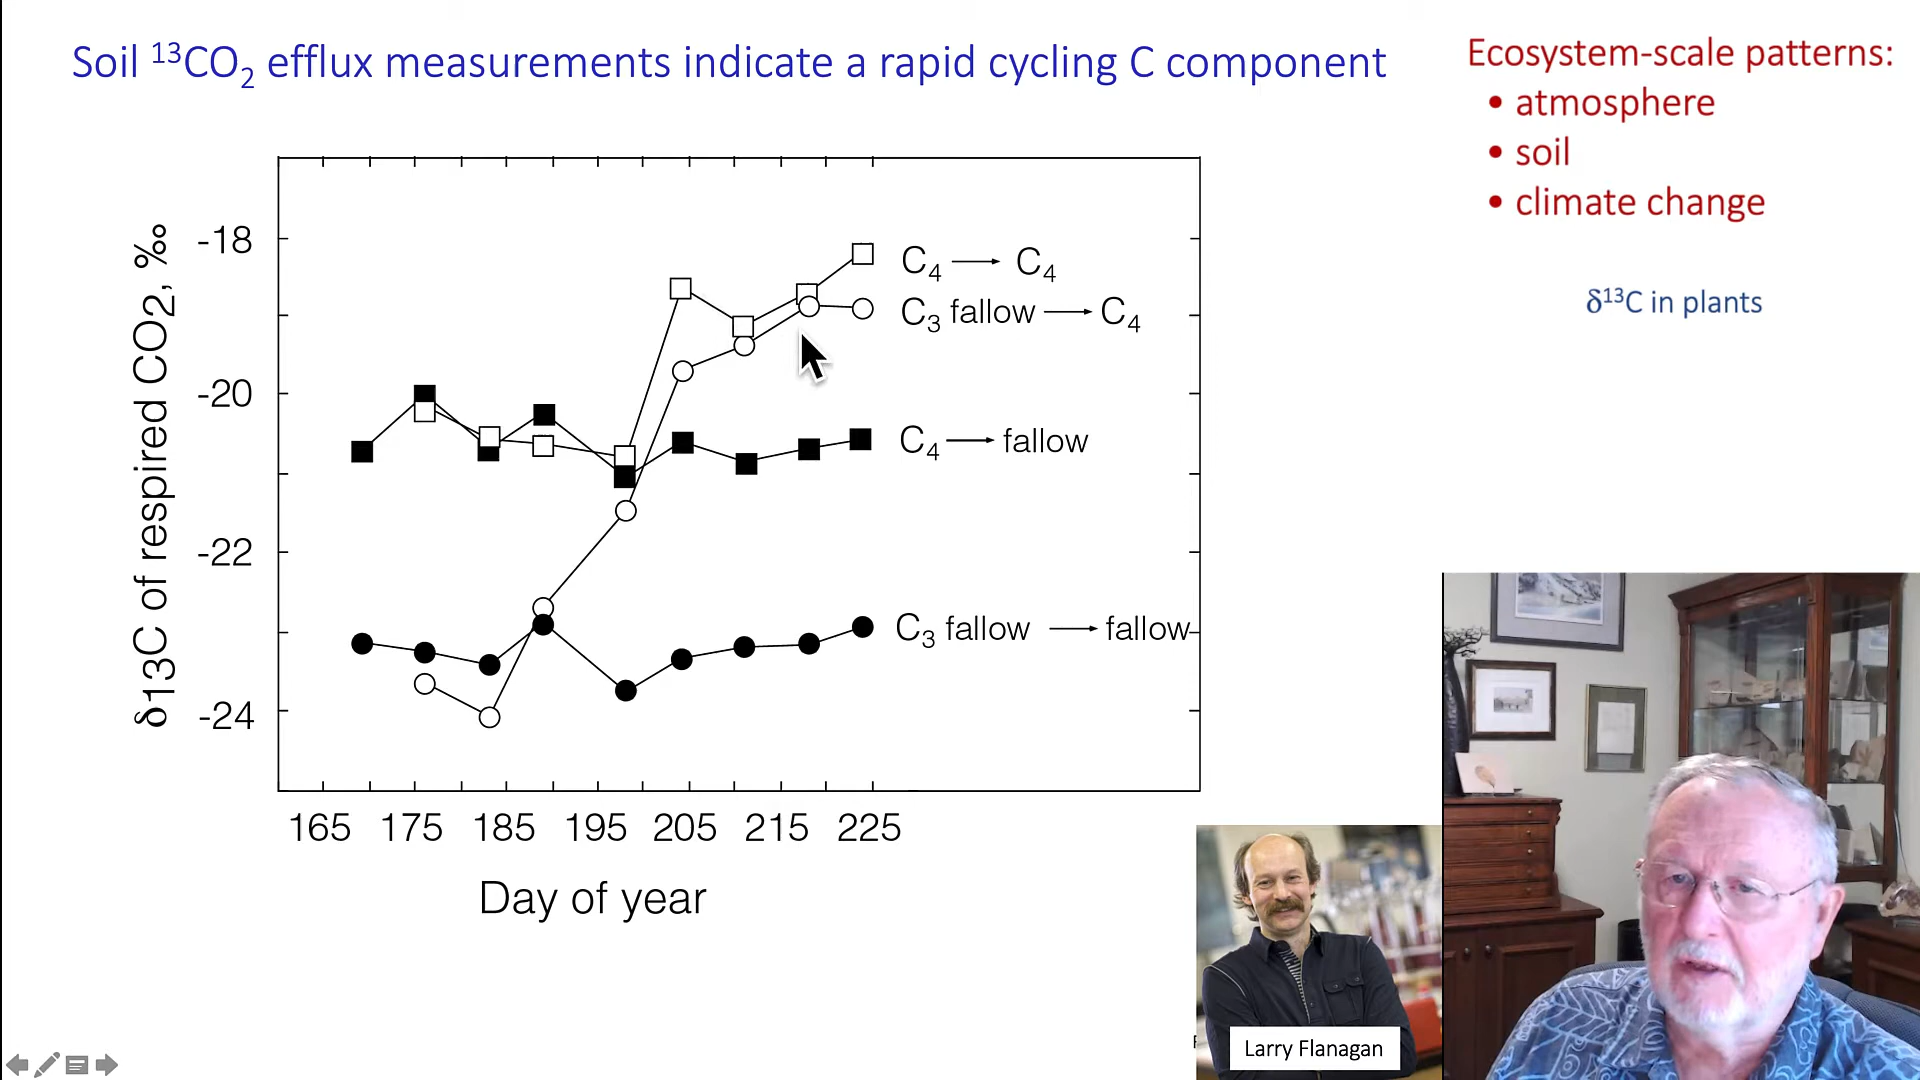 Soil ¹³CO₂ efflux measurements indicate a rapid cycling C component
Ecosystem-scale patterns:
• atmosphere
• soil
• climate change
δ¹³C in plants
δ13C of respired CO2, ‰
-18
-20
-22
-24
C₄ → C₄
C₃ fallow → C₄
C₄ → fallow
C₃ fallow → fallow
165 175 185 195 205 215 225
Day of year
Larry Flanagan